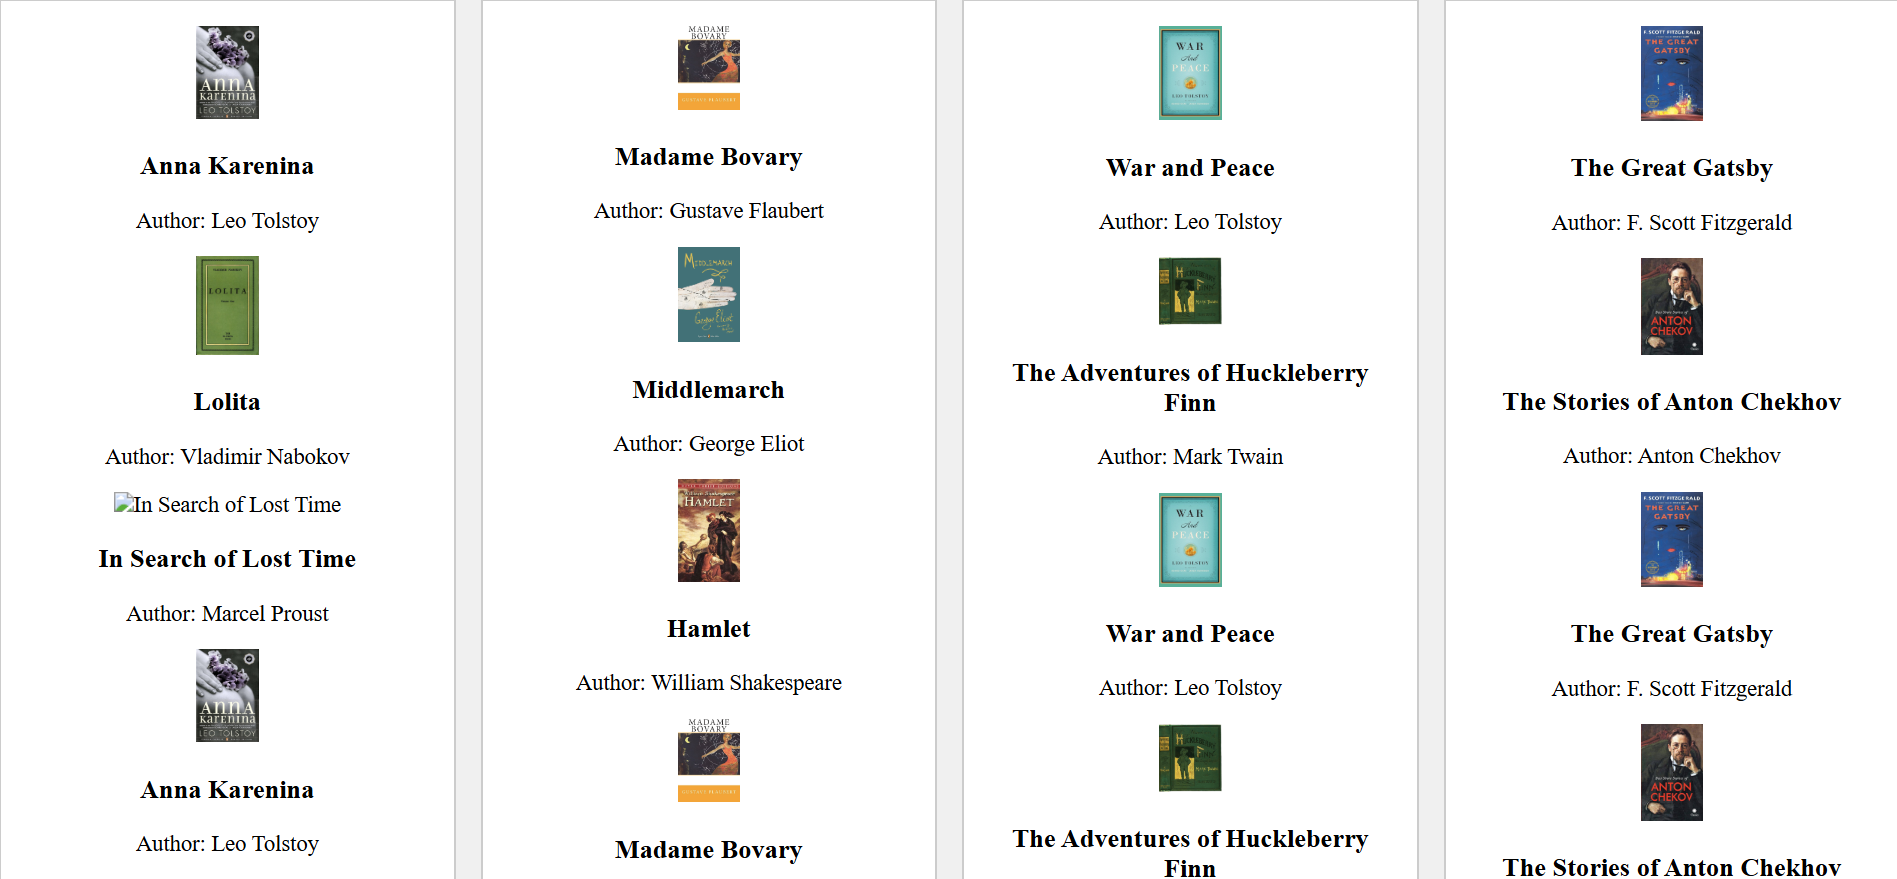 ANNA
KARENINA
LEO TOLSTOY
Anna Karenina
Author: Leo Tolstoy
LOLITA
Lolita
Author: Vladimir Nabokov
In Search of Lost Time
In Search of Lost Time
Author: Marcel Proust
ANNA
KARENINA
LEO TOLSTOY
Anna Karenina
Author: Leo Tolstoy
MADAME
BOVARY
GUSTAVE FLAUBERT
Madame Bovary
Author: Gustave Flaubert
MIDDLEMARCH
George Eliot
Middlemarch
Author: George Eliot
William Shakespeare
HAMLET
Hamlet
Author: William Shakespeare
MADAME
BOVARY
GUSTAVE FLAUBERT
Madame Bovary
WAR
And
PEACE
LEO TOLSTOY
War and Peace
Author: Leo Tolstoy
The Adventures of Huckleberry
Finn
Author: Mark Twain
WAR
And
PEACE
LEO TOLSTOY
War and Peace
Author: Leo Tolstoy
The Adventures of Huckleberry
Finn
F. SCOTT FITZGERALD
THE GREAT
GATSBY
The Great Gatsby
Author: F. Scott Fitzgerald
ANTON
CHEKOV
The Stories of Anton Chekhov
Author: Anton Chekhov
F. SCOTT FITZGERALD
THE GREAT
GATSBY
The Great Gatsby
Author: F. Scott Fitzgerald
ANTON
CHEKOV
The Stories of Anton Chekhov